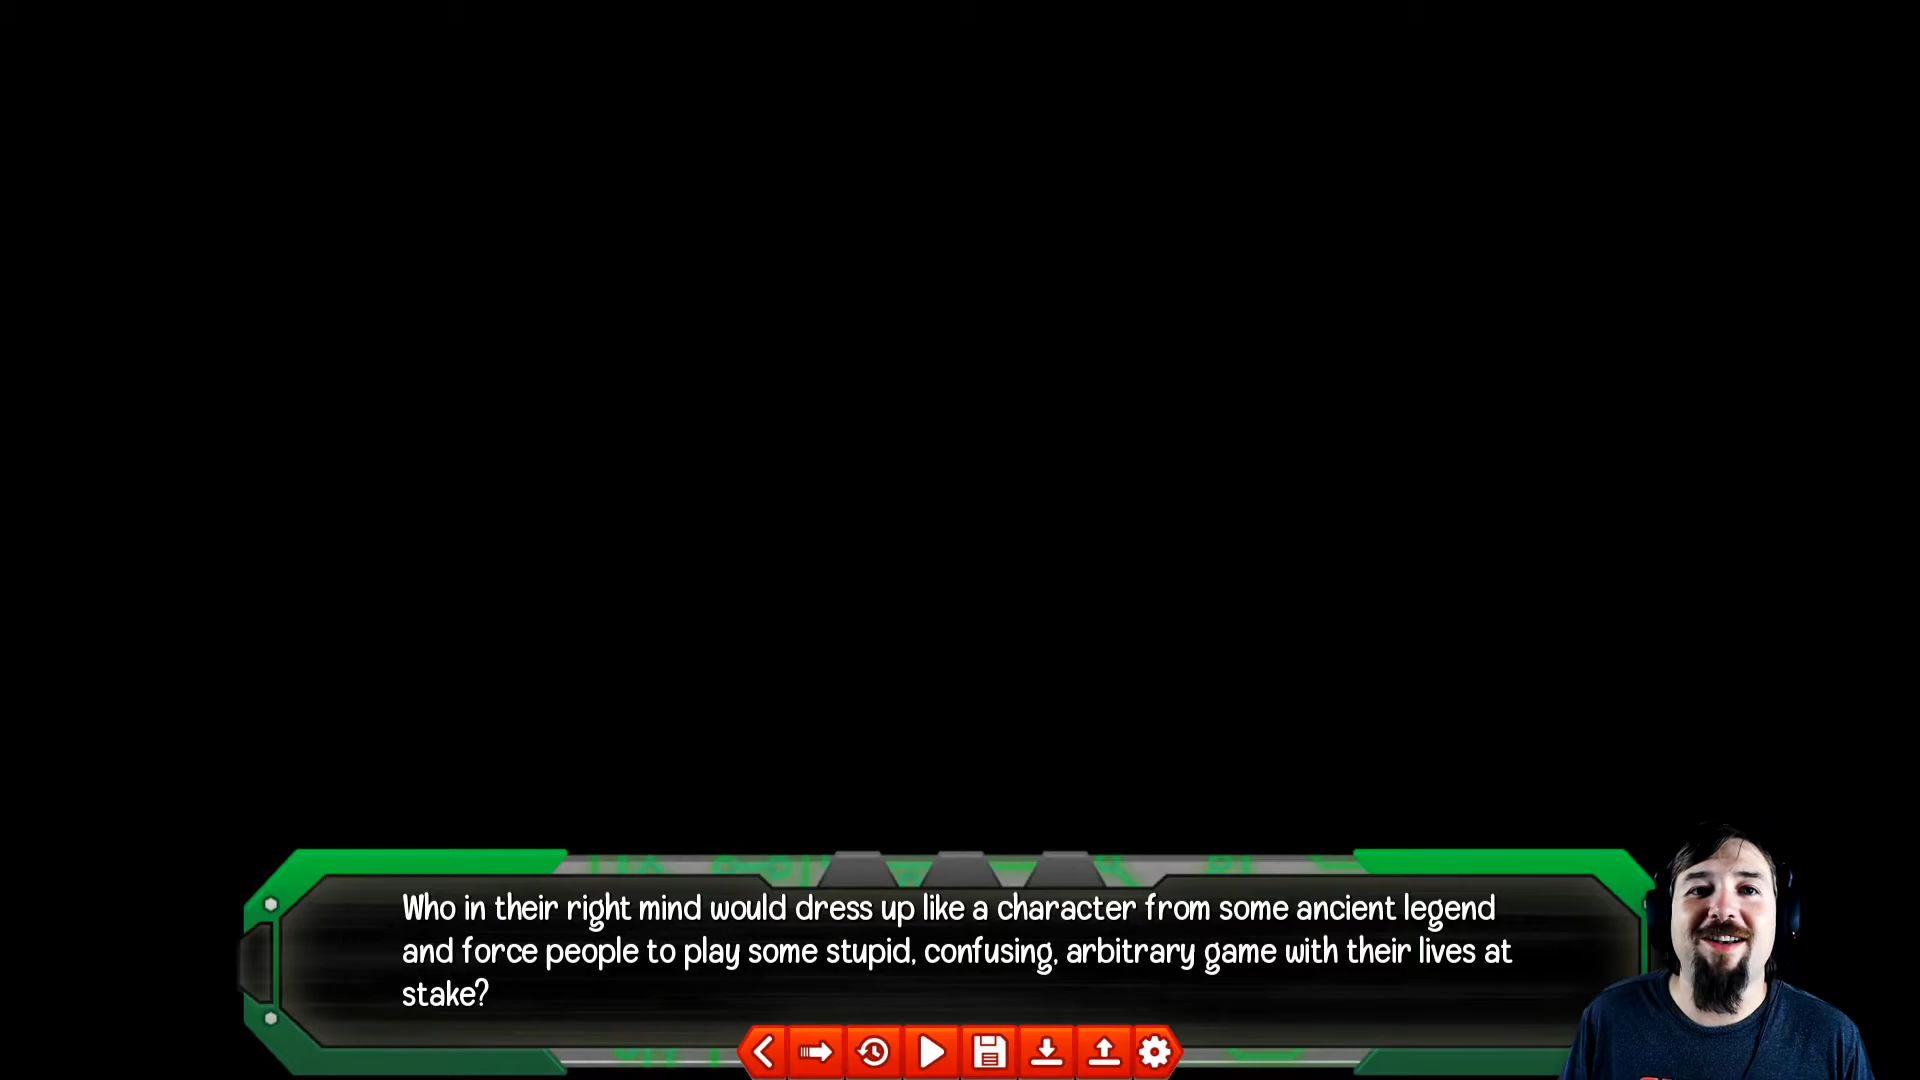 Who in their right mind would dress up like a character from some ancient legend
and force people to play some stupid, confusing, arbitrary game with their lives at
stake?